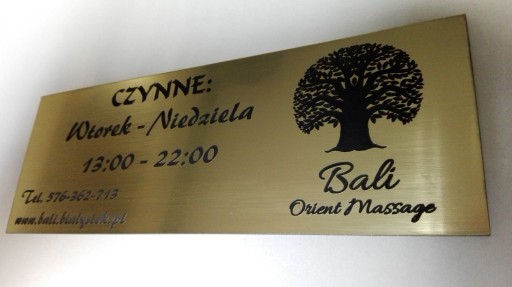 CZYNNE:
Wtorek - Niedziela
13:00 - 22:00
Tel. 576-362-713
www.bali.bialystok.pl
Bali
Orient Massage